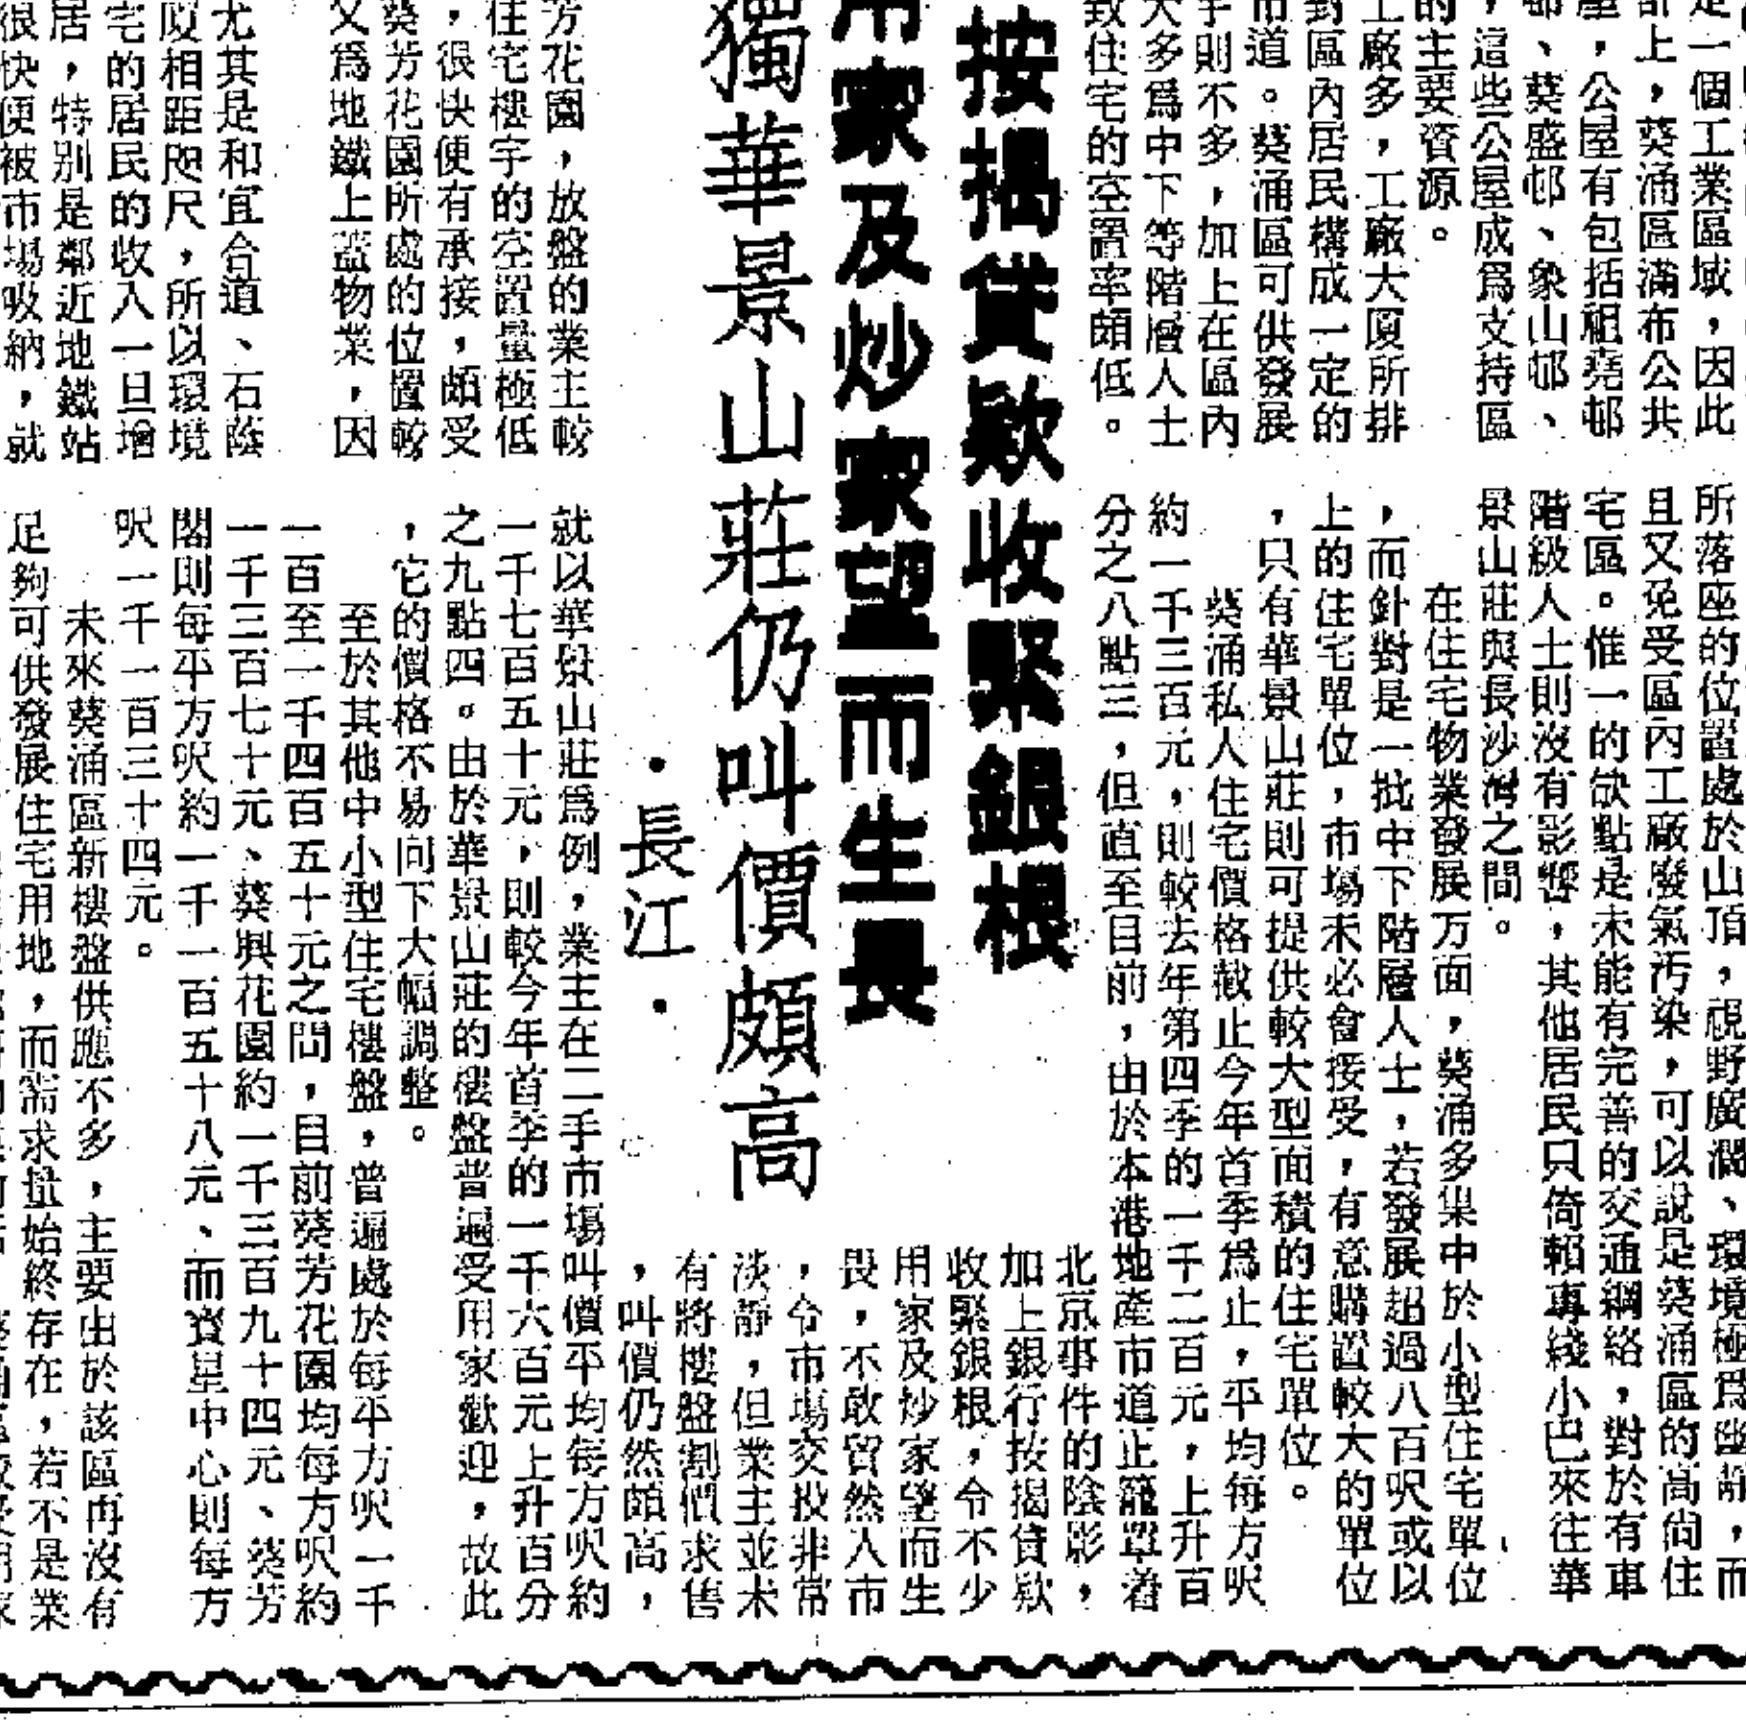 是一個工業區域，因此
計上，葵涌區滿布公共
屋，公屋有包括祖堯邨
邨、葵盛邨、象山邨、
，這些公屋成爲支持區
的主要資源。
工廠多，工廠大廈所排
對區內居民構成一定的
市道。葵涌區可供發展
宇則不多，加上在區內
大多爲中下等階層人士
致住宅的空置率頗低。
按揭貸款收緊銀根
用家及炒家望而生畏
獨華景山莊仍叫價頗高
·長江·
芳花園，放盤的業主較
住宅樓宇的空置量極低
，很快便有承接，頗受
葵芳花園所處的位置較
又爲地鐵上蓋物業，因
尤其是和宜合道、石蔭
廈相距咫尺，所以環境
宅的居民的收入一旦增
居，特別是鄰近地鐵站
很快便被市場吸納，就
所落座的位置處於山頂，視野廣濶、環境極爲幽靜，而
且又免受區內工廠廢氣汚染，可以說是葵涌區的高尚住
宅區。惟一的缺點是未能有完善的交通網絡，對於有車
階級人士則沒有影響，其他居民只倚賴專綫小巴來往華
景山莊與長沙灣之間。
在住宅物業發展方面，葵涌多集中於小型住宅單位
，而針對是一批中下階層人士，若發展超過八百呎或以
上的住宅單位，市場未必會接受，有意購置較大的單位
，只有華景山莊則可提供較大型面積的住宅單位。
葵涌私人住宅價格截止今年首季爲止，平均每方呎
約一千三百元，則較去年第四季的一千二百元，上升百
分之八點三，但直至目前，由於本港地產市道正籠罩着
北京事件的陰影，
加上銀行按揭貸款
收緊銀根，令不少
用家及炒家望而生
畏，不敢貿然入市
，令市場交投非常
淡靜，但業主並未
有將樓盤割價求售
，叫價仍然頗高，
就以華景山莊爲例，業主在二手市場叫價平均每方呎約
一千七百五十元，則較今年首季的一千六百元上升百分
之九點四。由於華景山莊的樓盤普遍受用家歡迎，故此
，它的價格不易向下大幅調整。
至於其他中小型住宅樓盤，普遍處於每平方呎一千
一百至一千四百五十元之間，目前葵芳花園均每方呎約
一千三百七十元、葵興花園約一千三百九十四元、葵芳
閣則每平方呎約一千一百五十八元、而賓星中心則每方
呎一千一百三十四元。
未來葵涌區新樓盤供應不多，主要由於該區再沒有
足夠可供發展住宅用地，而需求量始終存在，若不是業